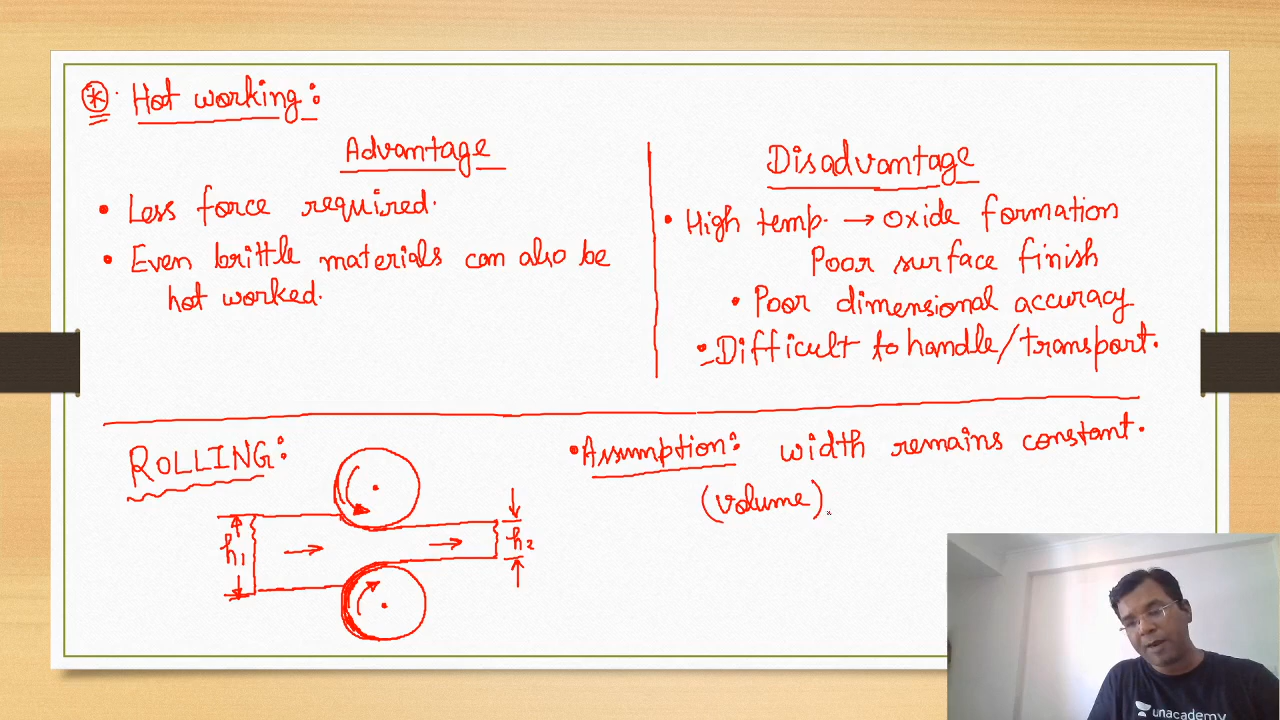 * Hot working:
Advantage
• Less force required.
• Even brittle materials can also be
hot worked.
Disadvantage
• High temp. → Oxide formation
Poor surface finish
• Poor dimensional accuracy
• Difficult to handle/transport.
ROLLING:
h1
h2
• Assumption: width remains constant.
(volume)
unacademy